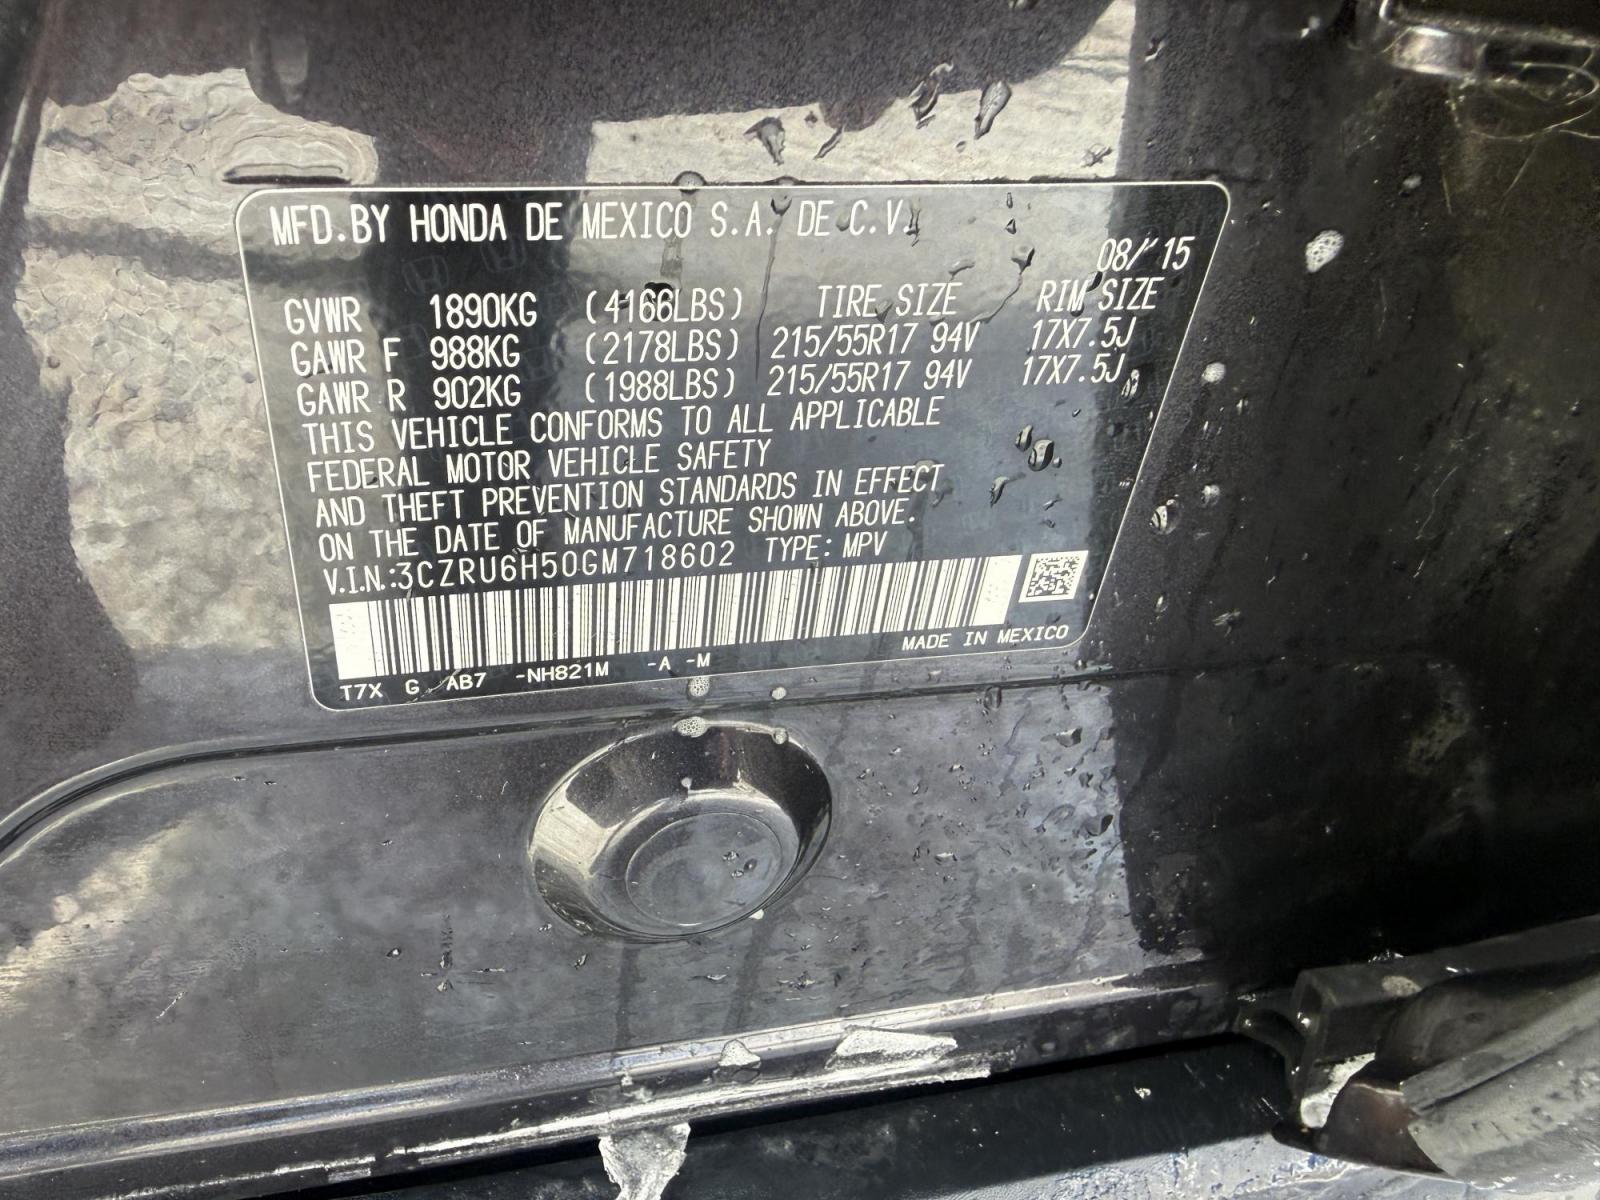 MFD.BY HONDA DE MEXICO S.A. DE C.V.
08/'15
GVWR 1890KG (4166LBS) TIRE SIZE RIM SIZE
GAWR F 988KG (2178LBS) 215/55R17 94V 17X7.5J
GAWR R 902KG (1988LBS) 215/55R17 94V 17X7.5J
THIS VEHICLE CONFORMS TO ALL APPLICABLE
FEDERAL MOTOR VEHICLE SAFETY
AND THEFT PREVENTION STANDARDS IN EFFECT
ON THE DATE OF MANUFACTURE SHOWN ABOVE.
V.I.N.:3CZRU6H50GM718602 TYPE: MPV
MADE IN MEXICO
T7X G AB7 -NH821M -A -M